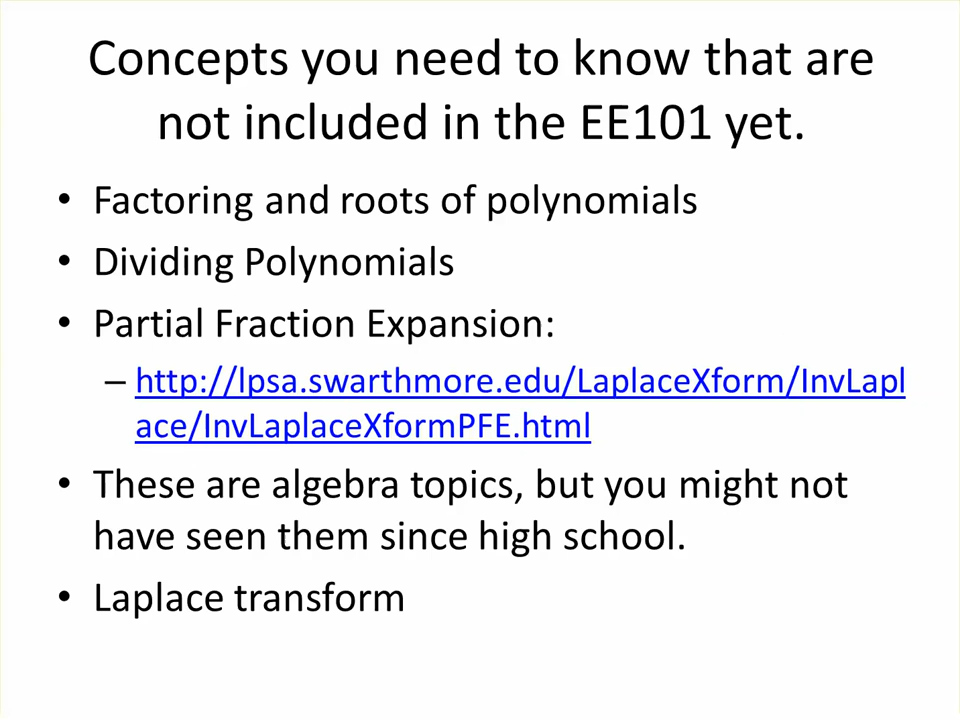 Concepts you need to know that are
not included in the EE101 yet.
• Factoring and roots of polynomials
• Dividing Polynomials
• Partial Fraction Expansion:
– http://lpsa.swarthmore.edu/LaplaceXform/InvLapl
ace/InvLaplaceXformPFE.html
• These are algebra topics, but you might not
have seen them since high school.
• Laplace transform